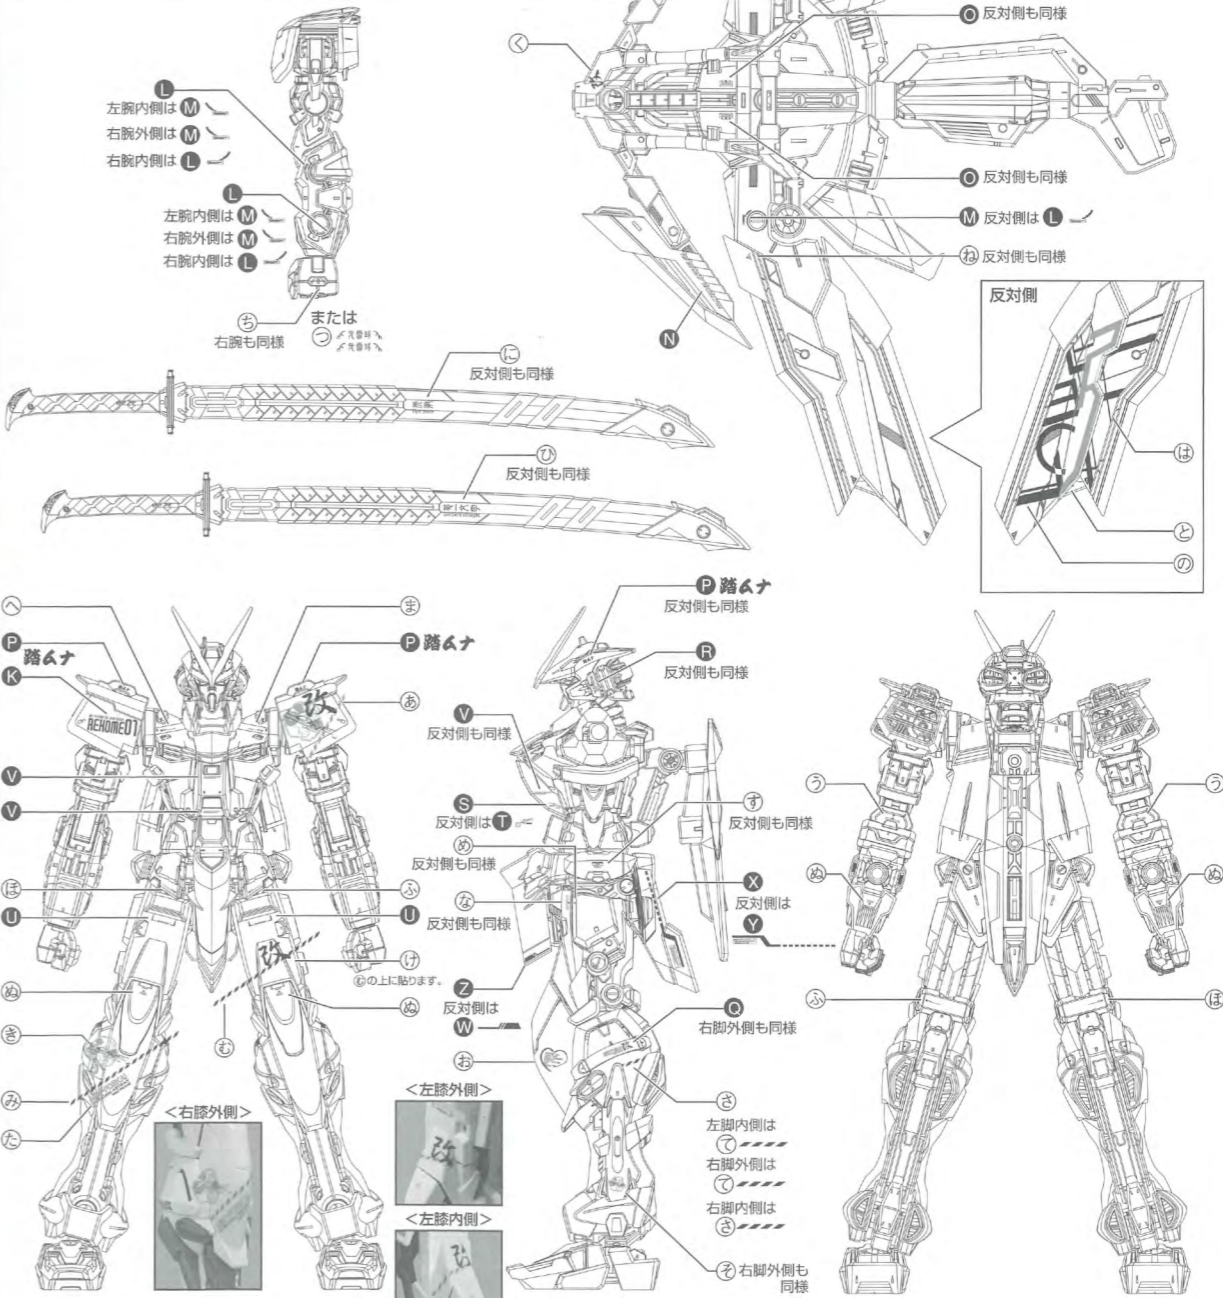 L
左腕内側は M
右腕外側は M
右腕内側は L
L
左腕内側は M
右腕外側は M
右腕内側は L
ち
右腕も同様
または
つ
く
O 反対側も同様
O 反対側も同様
M 反対側は L
ね 反対側も同様
N
反対側
は
と
の
に
反対側も同様
ひ
反対側も同様
へ
P 踏ムナ
K
REHOME01
V
V
ほ
U
ぬ
き
み
た
ま
P 踏ムナ
改
あ
ふ
U
改
け
むの上に貼ります。
ぬ
む
<右膝外側>
<左膝外側>
改
<左膝内側>
改
P 踏ムナ
反対側も同様
R
反対側も同様
V
反対側も同様
S
反対側は T
め
反対側も同様
な
反対側も同様
す
反対側も同様
X
反対側は
Y
Z
反対側は
W
お
Q
右脚外側も同様
さ
左脚内側は
て
右脚外側は
て
右脚内側は
さ
そ 右脚外側も
同様
う
う
ぬ
ぬ
ふ
ほ